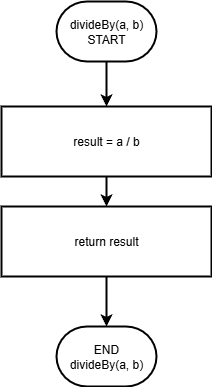 divideBy(a, b)
START
result = a / b
return result
END
divideBy(a, b)